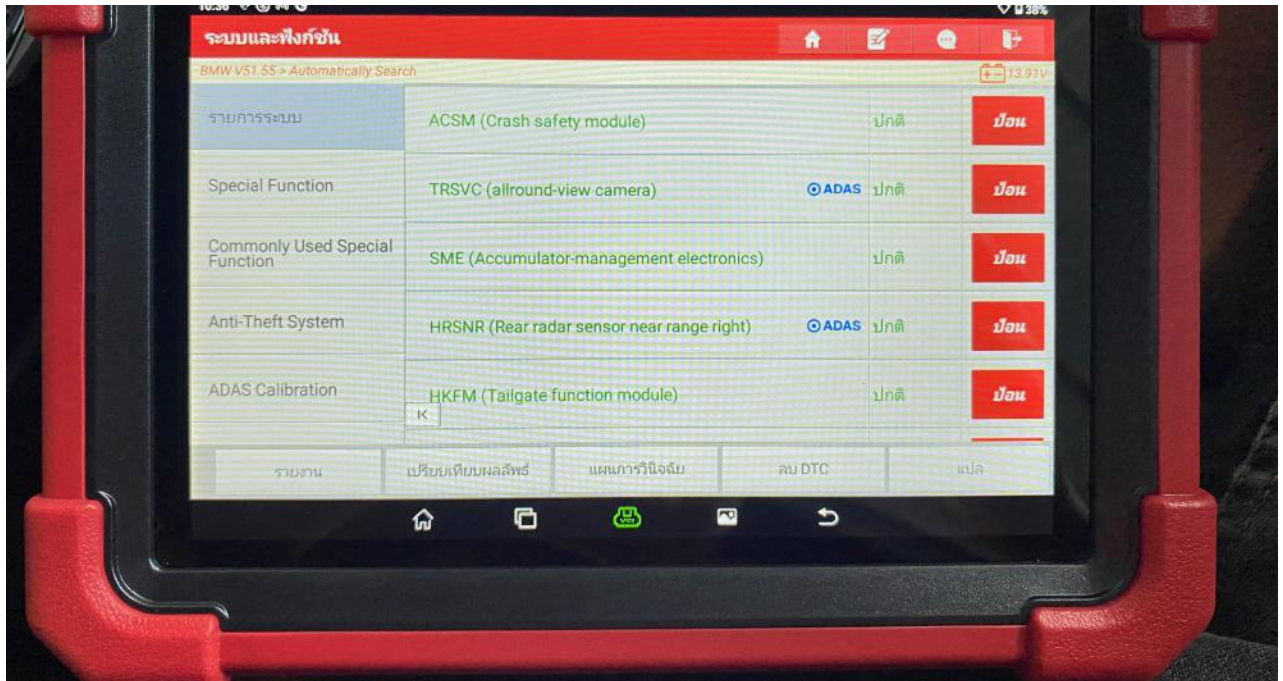 10:36
38%
ระบบและฟังก์ชัน
BMW V51.55 > Automatically Search
13.91V
รายการระบบ
ACSM (Crash safety module)
ปกติ
ป้อน
Special Function
TRSVC (allround-view camera)
ADAS
ปกติ
ป้อน
Commonly Used Special
Function
SME (Accumulator-management electronics)
ปกติ
ป้อน
Anti-Theft System
HRSNR (Rear radar sensor near range right)
ADAS
ปกติ
ป้อน
ADAS Calibration
HKFM (Tailgate function module)
ปกติ
ป้อน
รายงาน
เปรียบเทียบผลลัพธ์
แผนการวินิจฉัย
ลบ DTC
แปล
VCI